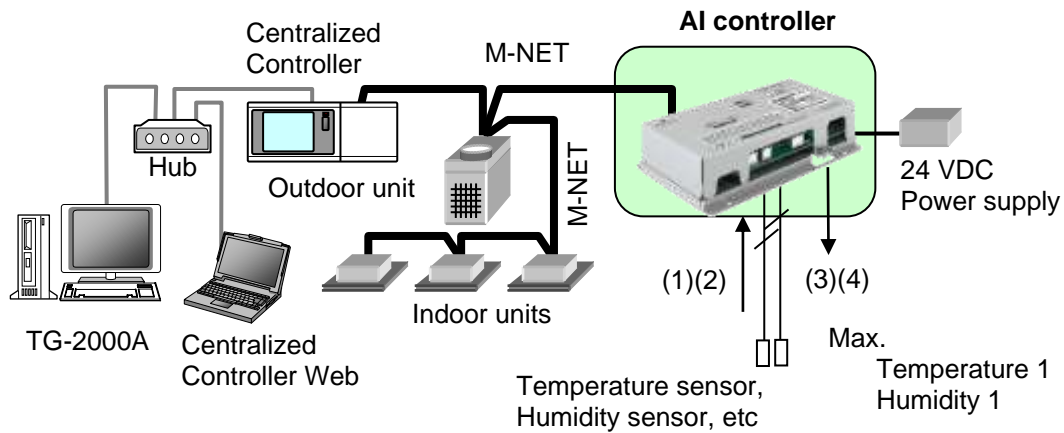 AI controller
Centralized
Controller
M-NET
Hub
Outdoor unit
M-NET
24 VDC
Power supply
(1)(2)
(3)(4)
Indoor units
TG-2000A
Centralized
Controller Web
Max.
Temperature 1
Humidity 1
Temperature sensor,
Humidity sensor, etc